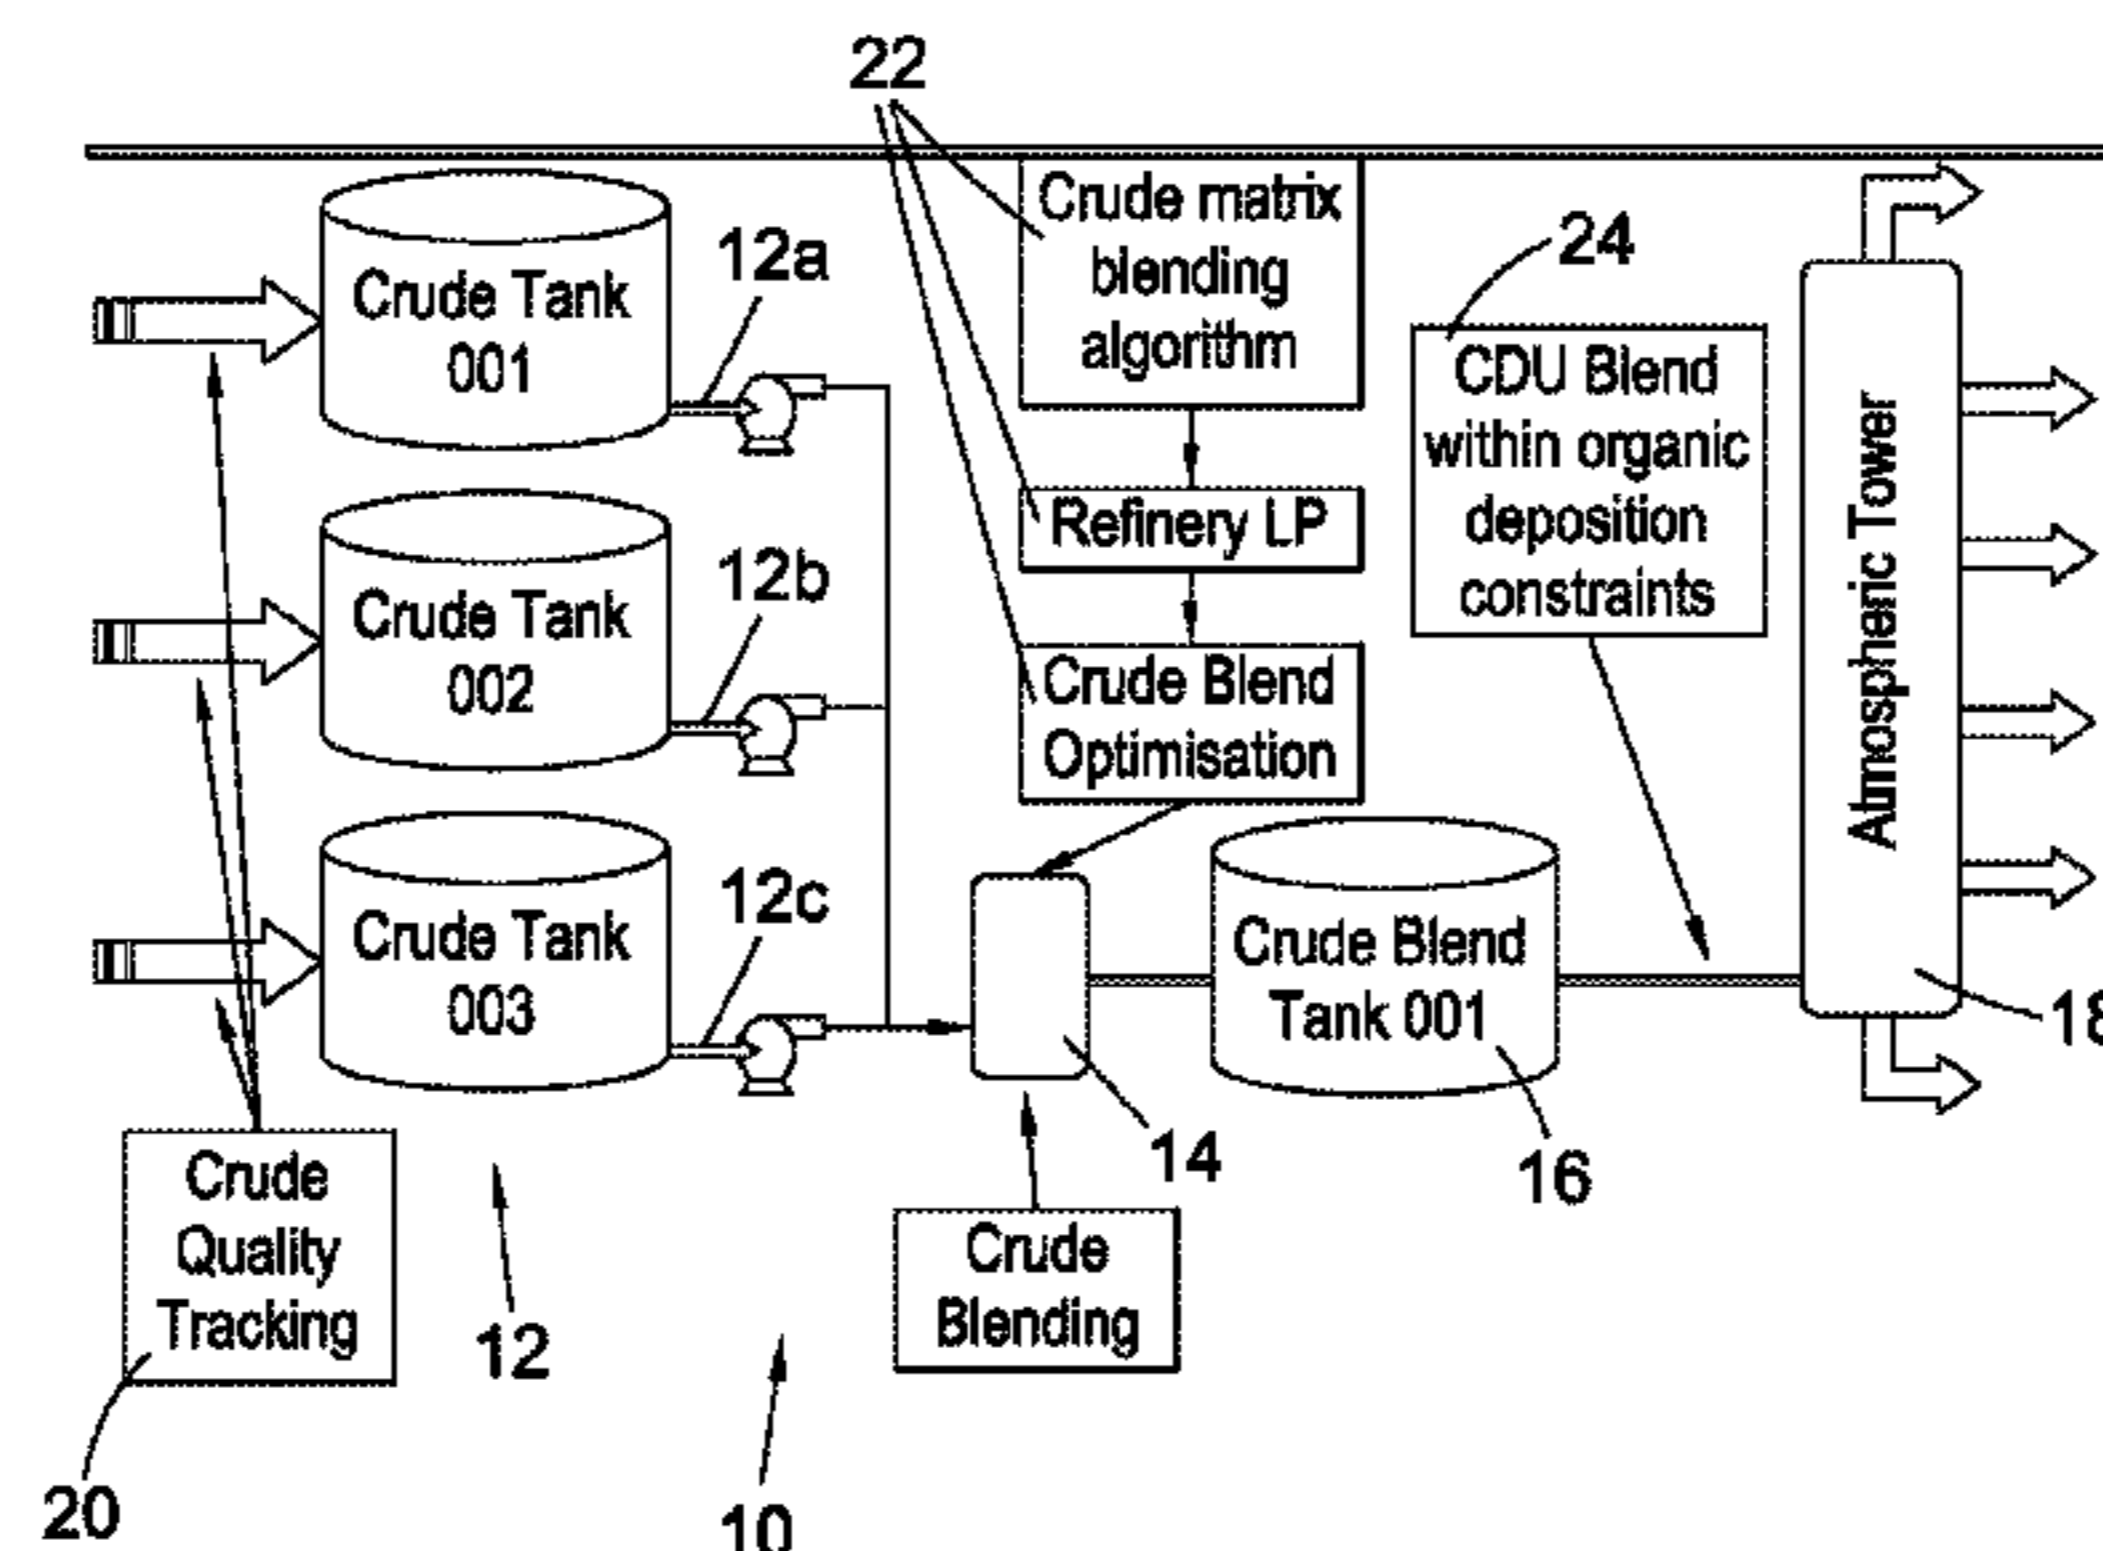 22
Crude Tank
001
12a
Crude matrix
blending
algorithm
24
CDU Blend
within organic
deposition
constraints
Atmospheric Tower
Refinery LP
Crude Tank
002
12b
Crude Blend
Optimisation
Crude Tank
003
12c
Crude Blend
Tank 001
18
14
16
Crude
Quality
Tracking
12
Crude
Blending
20
10